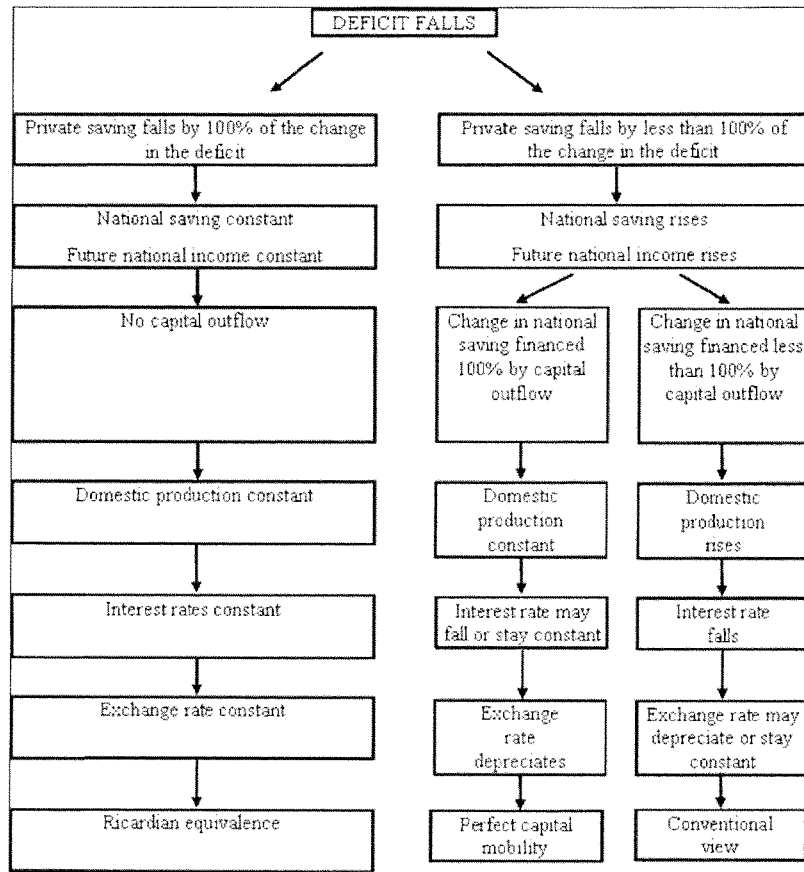 DEFICIT FALLS
Private saving falls by 100% of the change
in the deficit
National saving constant
Future national income constant
No capital outflow
Domestic production constant
Interest rates constant
Exchange rate constant
Ricardian equivalence
Private saving falls by less than 100% of
the change in the deficit
National saving rises
Future national income rises
Change in national
saving financed
100% by capital
outflow
Domestic
production
constant
Interest rate may
fall or stay constant
Exchange
rate
depreciates
Perfect capital
mobility
Change in national
saving financed less
than 100% by
capital outflow
Domestic
production
rises
Interest rate
falls
Exchange rate may
depreciate or stay
constant
Conventional
view